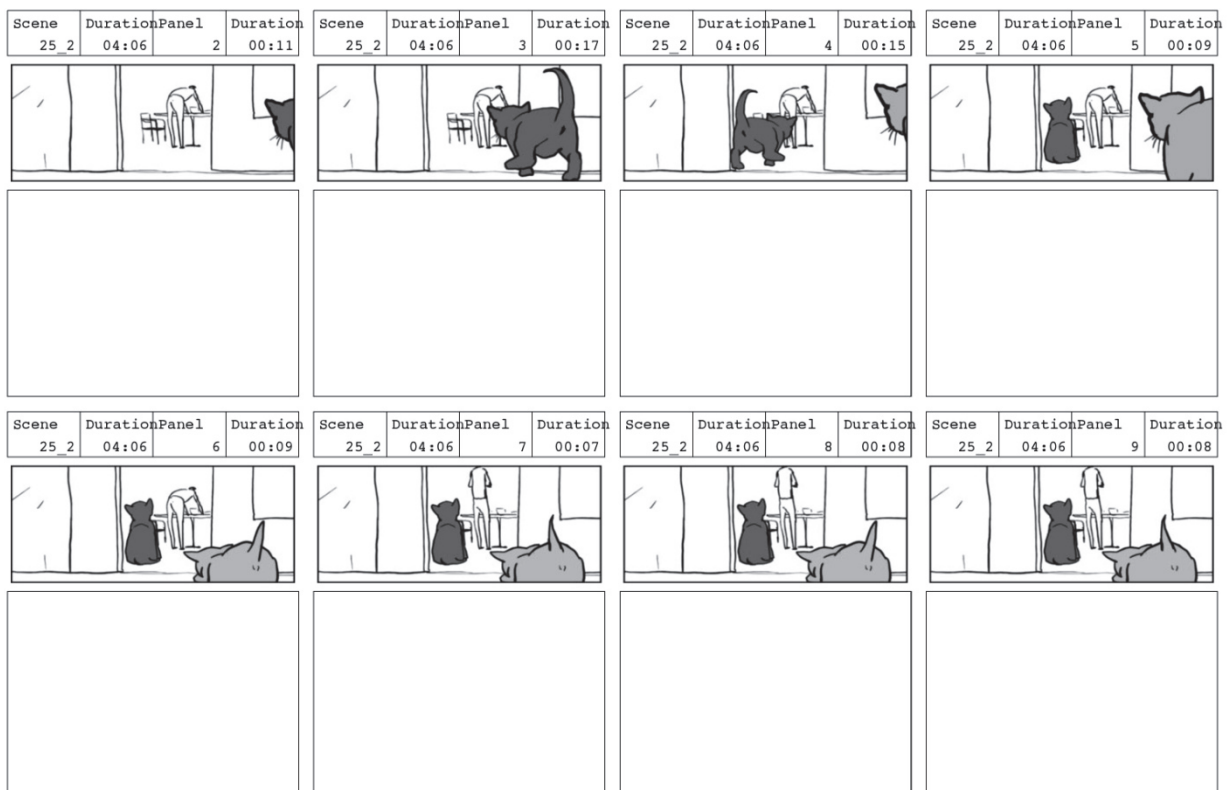 Scene Duration Panel Duration
25_2 04:06 2 00:11
Scene Duration Panel Duration
25_2 04:06 3 00:17
Scene Duration Panel Duration
25_2 04:06 4 00:15
Scene Duration Panel Duration
25_2 04:06 5 00:09
Scene Duration Panel Duration
25_2 04:06 6 00:09
Scene Duration Panel Duration
25_2 04:06 7 00:07
Scene Duration Panel Duration
25_2 04:06 8 00:08
Scene Duration Panel Duration
25_2 04:06 9 00:08